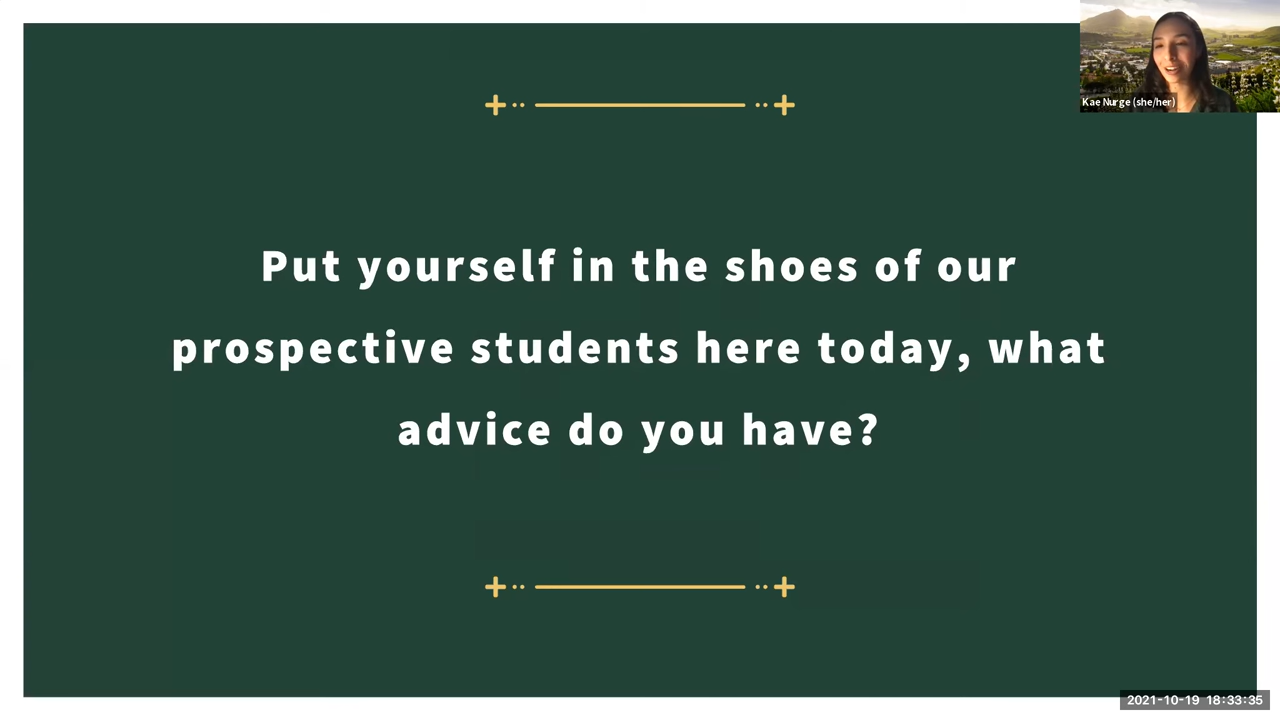 Kae Nurge (she/her)
Put yourself in the shoes of our
prospective students here today, what
advice do you have?
2021-10-19 18:33:35